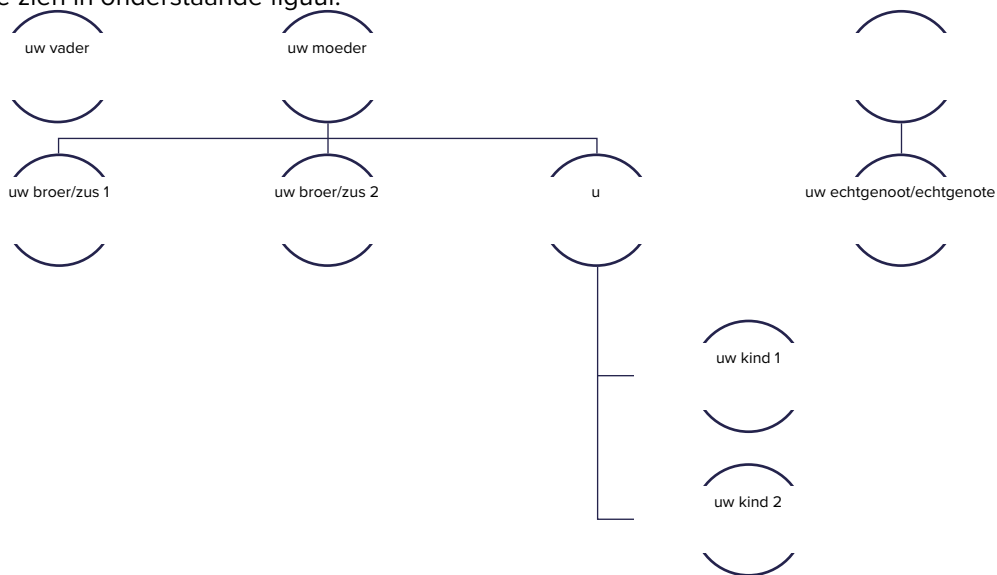 zien in onderstaande figuur.
uw vader
uw moeder
uw broer/zus 1
uw broer/zus 2
u
uw echtgenoot/echtgenote
uw kind 1
uw kind 2